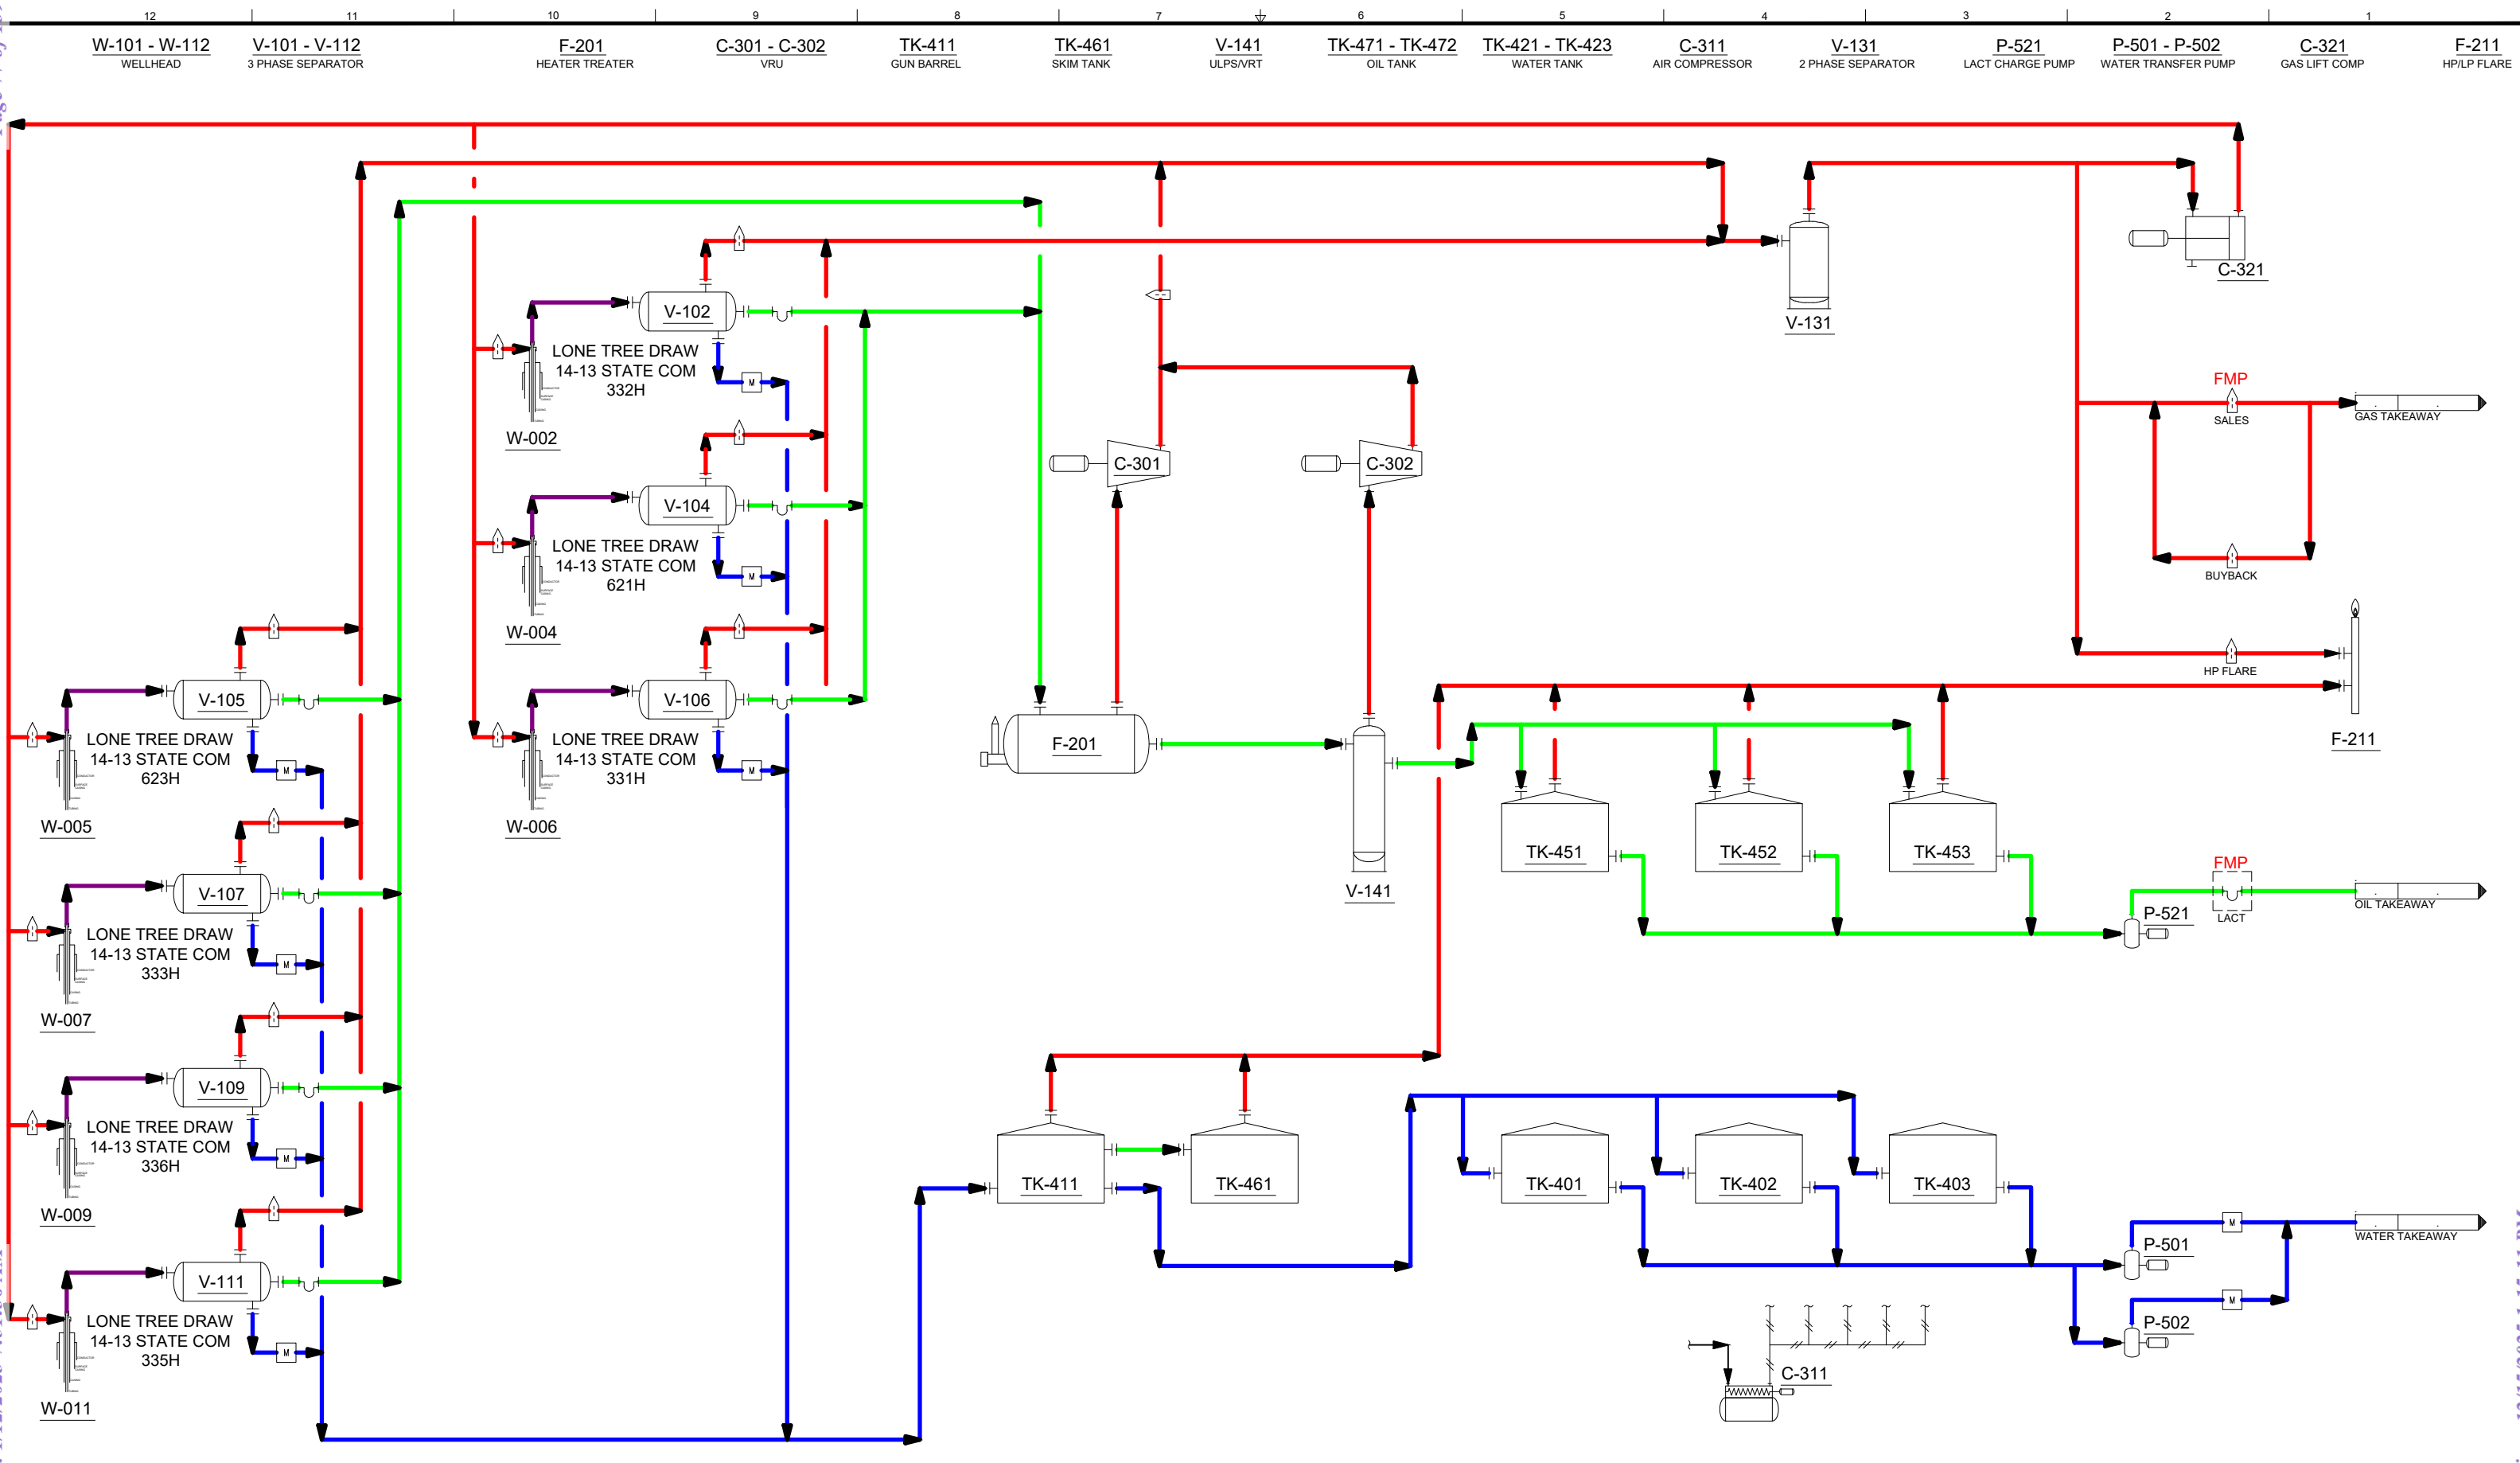 12 11 10 9 8 7 6 5 4 3 2 1
W-101 - W-112 V-101 - V-112 F-201 C-301 - C-302 TK-411 TK-461 V-141 TK-471 - TK-472 TK-421 - TK-423 C-311 V-131 P-521 P-501 - P-502 C-321 F-211
WELLHEAD 3 PHASE SEPARATOR HEATER TREATER VRU GUN BARREL SKIM TANK ULPS/VRT OIL TANK WATER TANK AIR COMPRESSOR 2 PHASE SEPARATOR LACT CHARGE PUMP WATER TRANSFER PUMP GAS LIFT COMP HP/LP FLARE
C-321
V-102
V-131
LONE TREE DRAW
14-13 STATE COM
332H
M
W-002
FMP
SALES
GAS TAKEAWAY
C-301
C-302
V-104
LONE TREE DRAW
14-13 STATE COM
621H
M
W-004
BUYBACK
HP FLARE
V-105
V-106
LONE TREE DRAW
14-13 STATE COM
623H
M
W-005
LONE TREE DRAW
14-13 STATE COM
331H
M
W-006
F-201
V-141
F-211
TK-451
TK-452
TK-453
FMP
LACT
OIL TAKEAWAY
P-521
V-107
LONE TREE DRAW
14-13 STATE COM
333H
M
W-007
V-109
LONE TREE DRAW
14-13 STATE COM
336H
M
W-009
TK-411
TK-461
TK-401
TK-402
TK-403
M
WATER TAKEAWAY
P-501
M
P-502
V-111
LONE TREE DRAW
14-13 STATE COM
335H
M
W-011
C-311